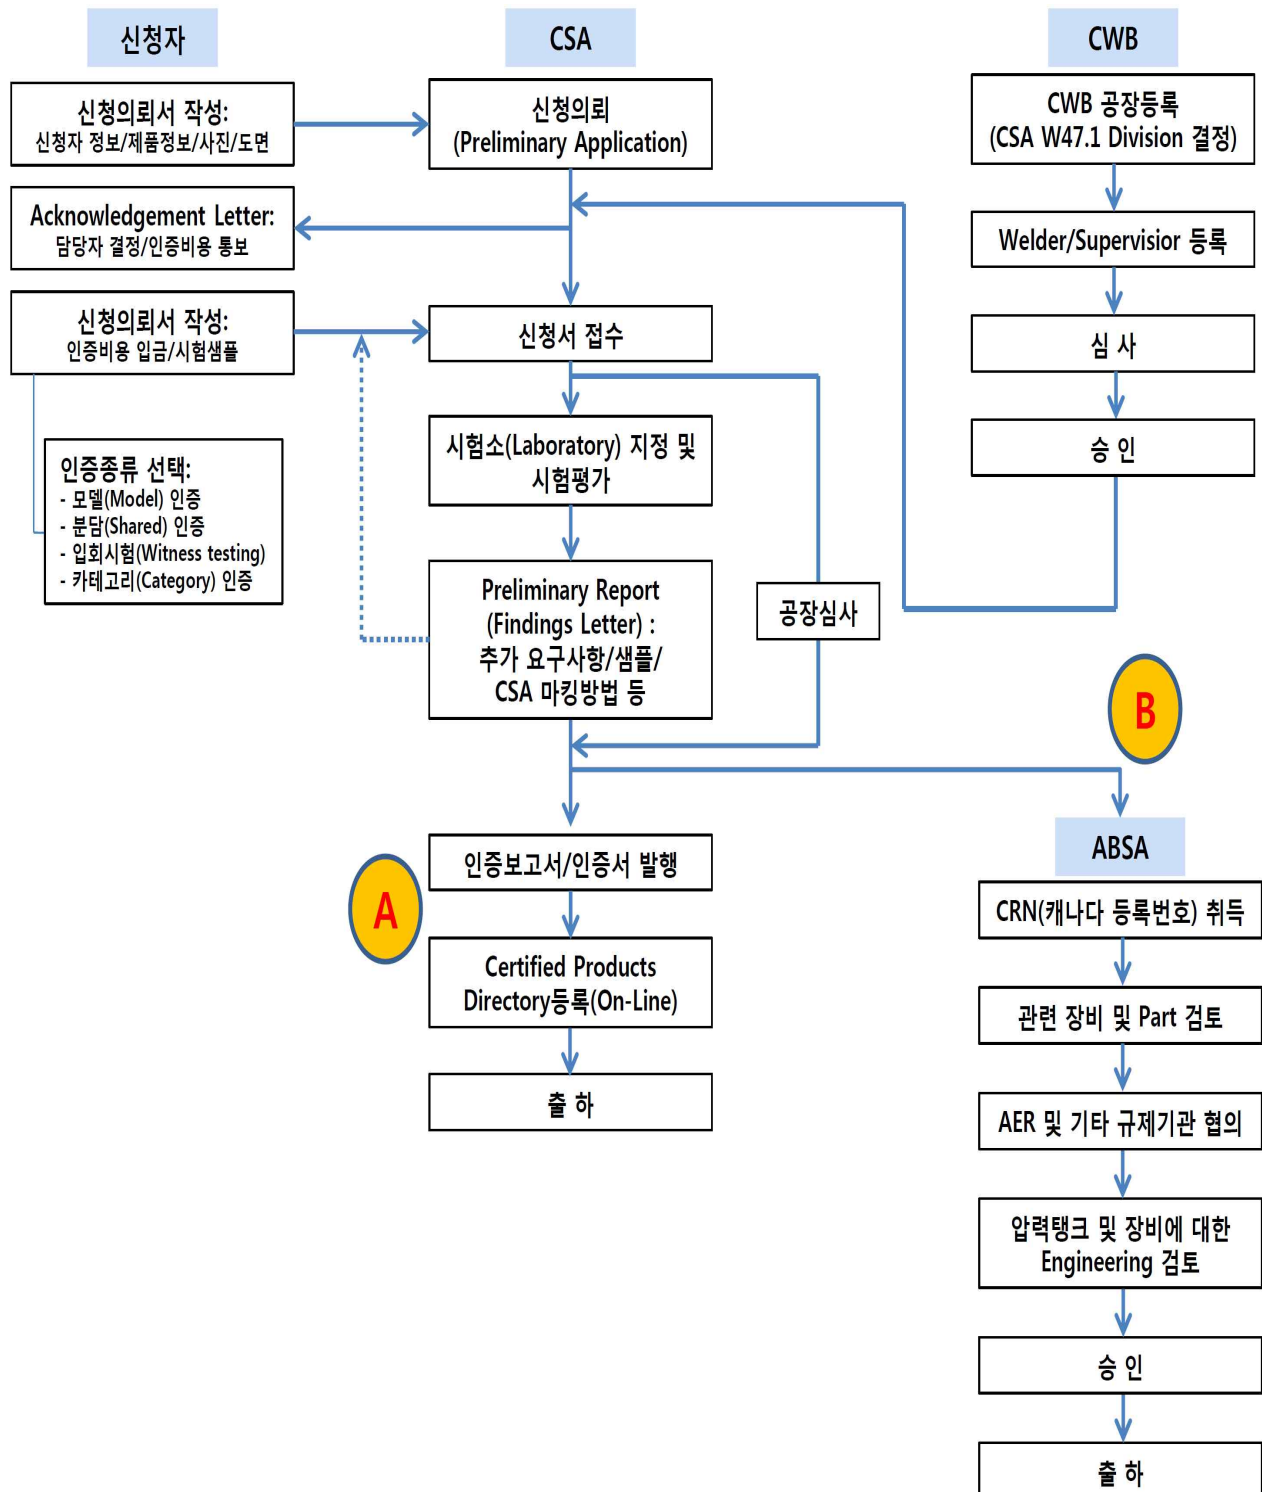 신청자
신청의뢰서 작성:
신청자 정보/제품정보/사진/도면
Acknowledgement Letter:
담당자 결정/인증비용 통보
신청의뢰서 작성:
인증비용 입금/시험샘플
인증종류 선택:
- 모델(Model) 인증
- 분담(Shared) 인증
- 입회시험(Witness testing)
- 카테고리(Category) 인증
CSA
신청의뢰
(Preliminary Application)
신청서 접수
시험소(Laboratory) 지정 및
시험평가
Preliminary Report
(Findings Letter) :
추가 요구사항/샘플/
CSA 마킹방법 등
공장심사
A
인증보고서/인증서 발행
Certified Products
Directory등록(On-Line)
출 하
CWB
CWB 공장등록
(CSA W47.1 Division 결정)
Welder/Supervisior 등록
심 사
승 인
B
ABSA
CRN(캐나다 등록번호) 취득
관련 장비 및 Part 검토
AER 및 기타 규제기관 협의
압력탱크 및 장비에 대한
Engineering 검토
승 인
출 하